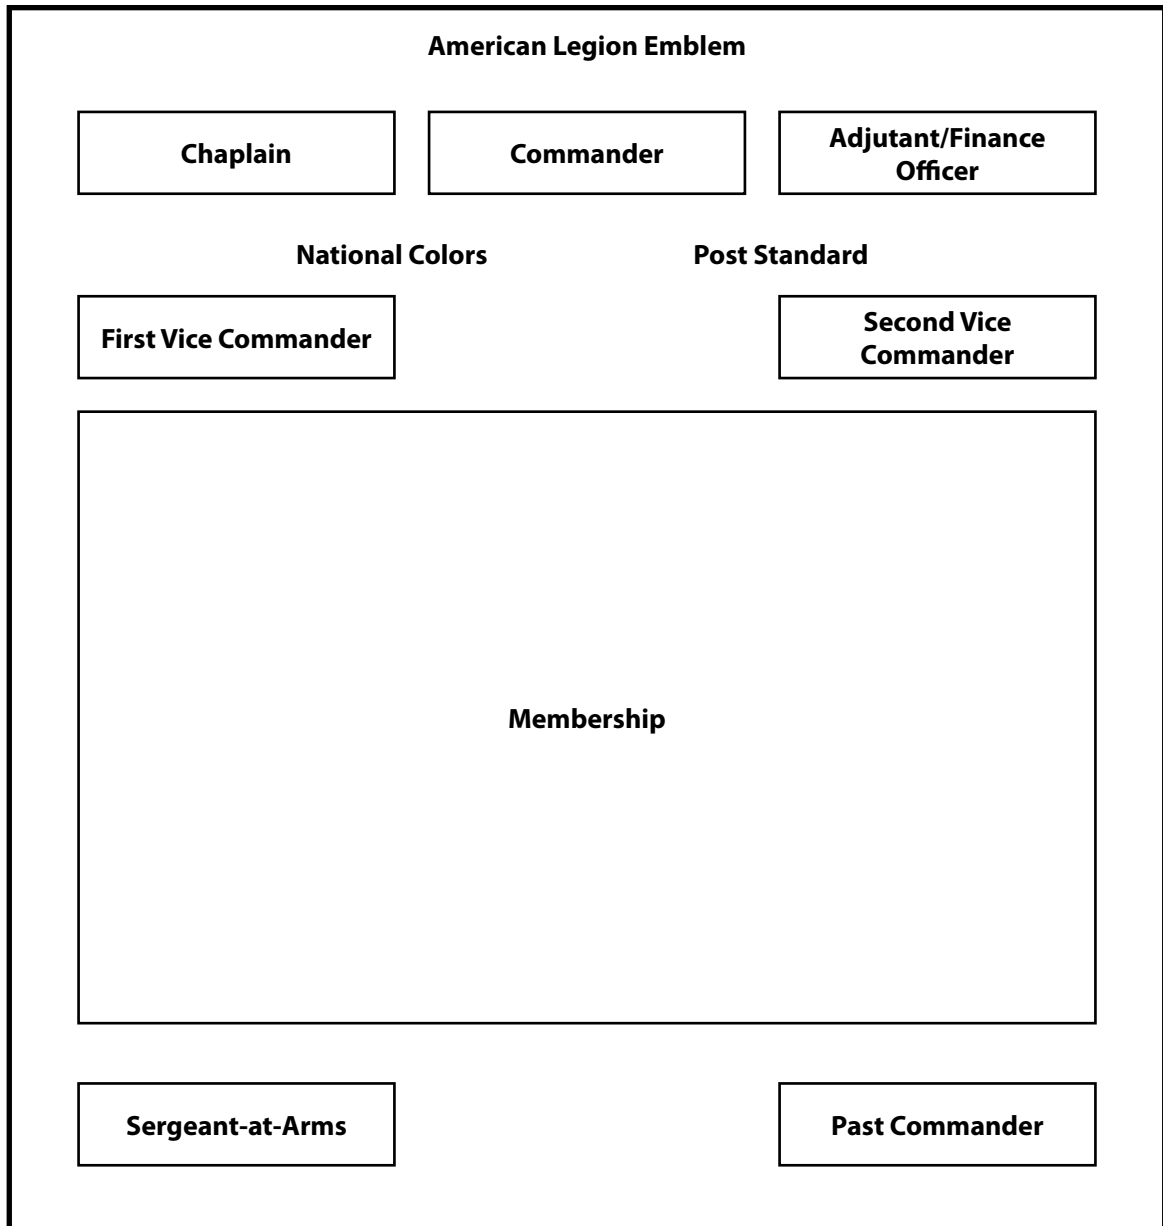 American Legion Emblem
Chaplain
Commander
Adjutant/Finance
Officer
National Colors
Post Standard
First Vice Commander
Second Vice
Commander
Membership
Sergeant-at-Arms
Past Commander